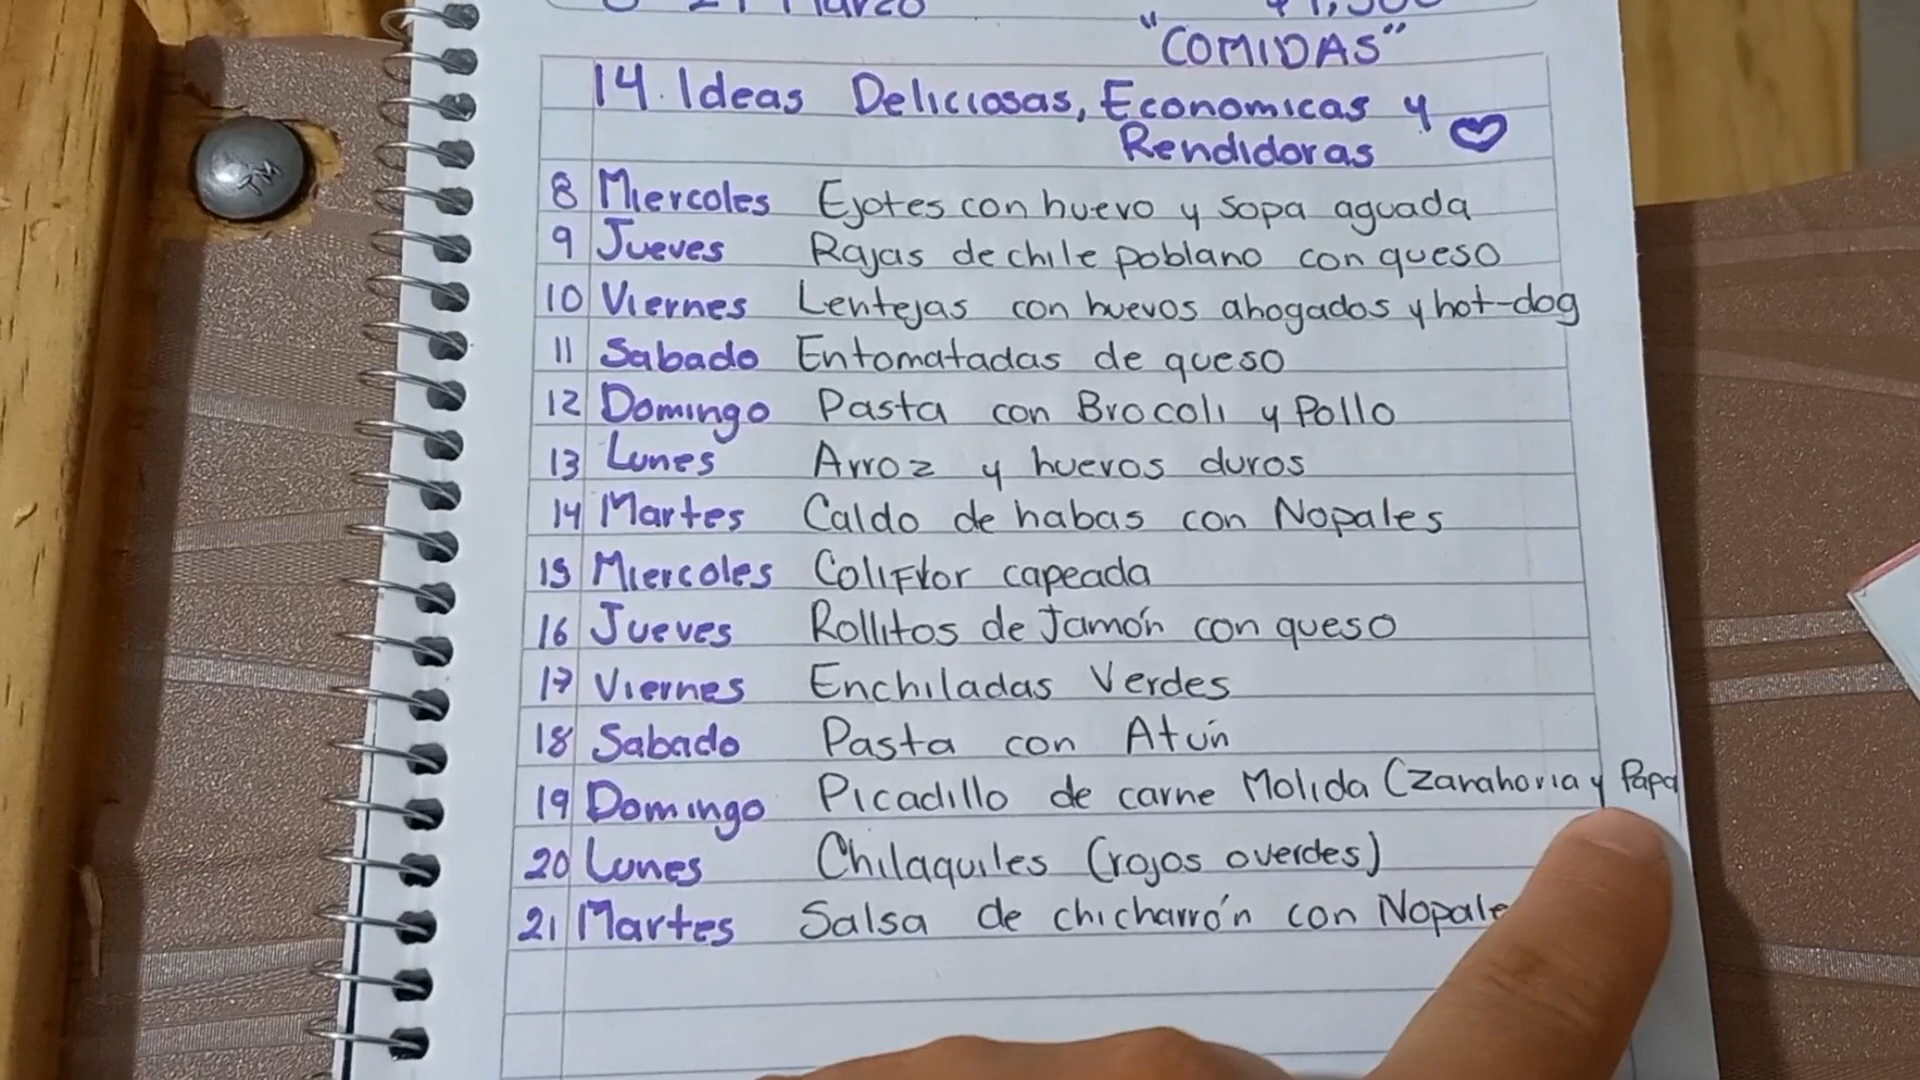 21 Marzo
"COMIDAS"
14. Ideas Deliciosas, Economicas y
Rendidoras
8 Miercoles Ejotes con huevo y sopa aguada
9 Jueves Rajas de chile poblano con queso
10 Viernes Lentejas con huevos ahogados y hot-dog
11 Sabado Entomatadas de queso
12 Domingo Pasta con Brocoli y Pollo
13 Lunes Arroz y huevos duros
14 Martes Caldo de habas con Nopales
15 Miercoles Coliflor capeada
16 Jueves Rollitos de Jamón con queso
17 Viernes Enchiladas Verdes
18 Sabado Pasta con Atún
19 Domingo Picadillo de carne Molida (Zanahoria y Papa
20 Lunes Chilaquiles (rojos o verdes)
21 Martes Salsa de chicharrón con Nopale